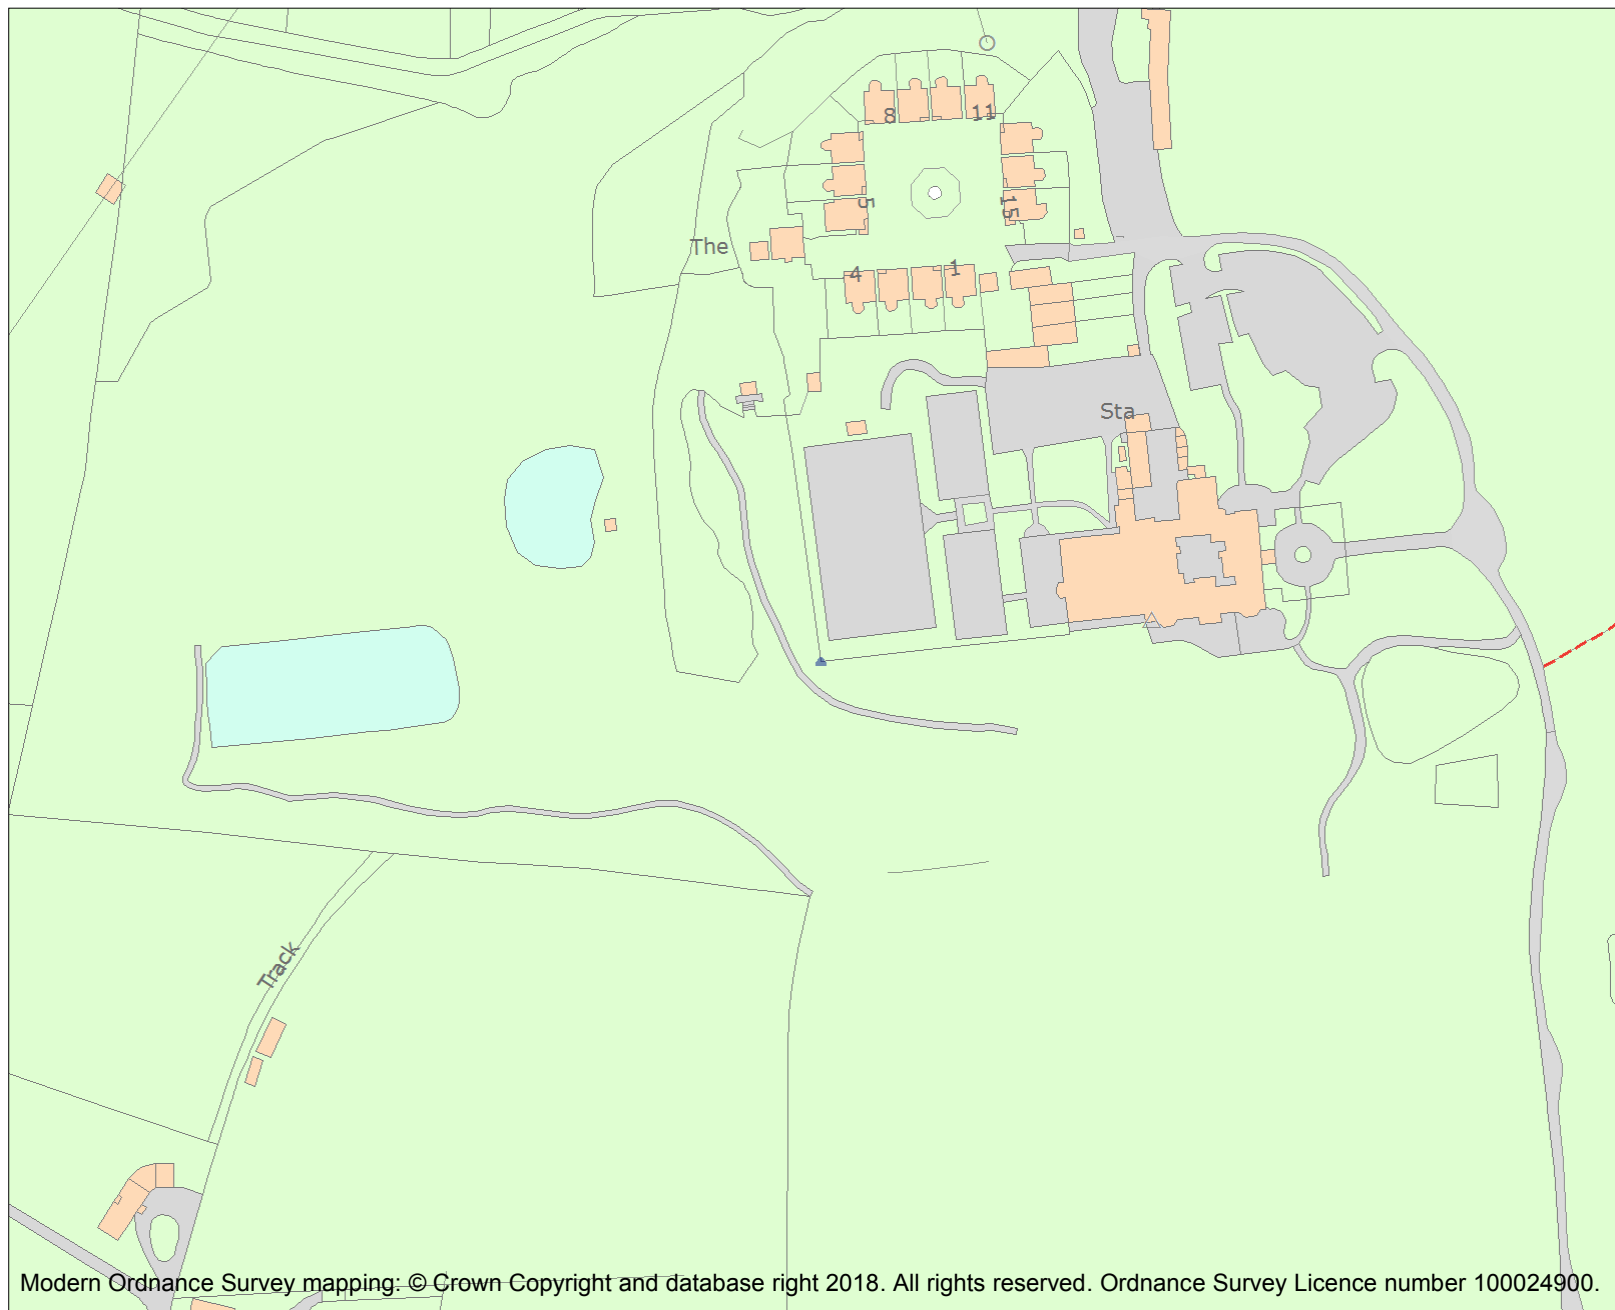 8
11
5
15
The
4
1
Sta
Track
Modern Ordnance Survey mapping: © Crown Copyright and database right 2018. All rights reserved. Ordnance Survey Licence number 100024900.